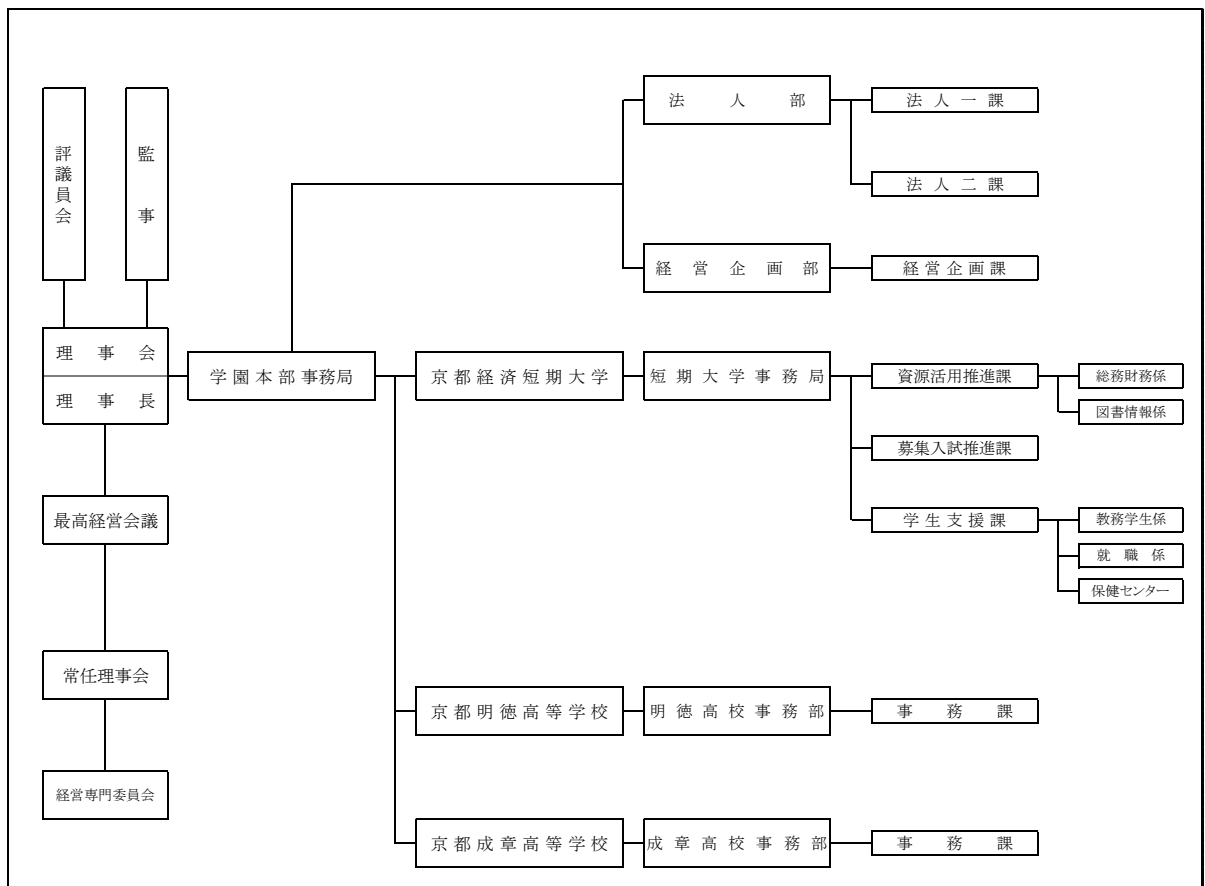 評議員会
監事
理事会
理事長
最高経営会議
常任理事会
経営専門委員会
学園本部事務局
法人部
法人一課
法人二課
経営企画部
経営企画課
京都経済短期大学
短期大学事務局
資源活用推進課
総務財務係
図書情報係
募集入試推進課
学生支援課
教務学生係
就職係
保健センター
京都明徳高等学校
明徳高校事務部
事務課
京都成章高等学校
成章高校事務部
事務課